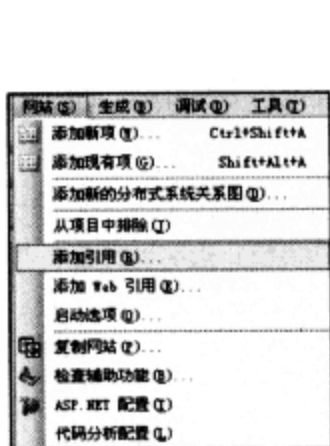 网站(S) 生成(B) 调试(D) 工具(T)
添加新项(W)... Ctrl+Shift+A
添加现有项(G)... Shift+Alt+A
添加新的分布式系统关系图(D)...
从项目中排除(J)
添加引用(R)...
添加 Web 引用(E)...
启动选项(O)...
复制网站(P)...
检查辅助功能(B)...
ASP.NET 配置(I)
代码分析配置(L)